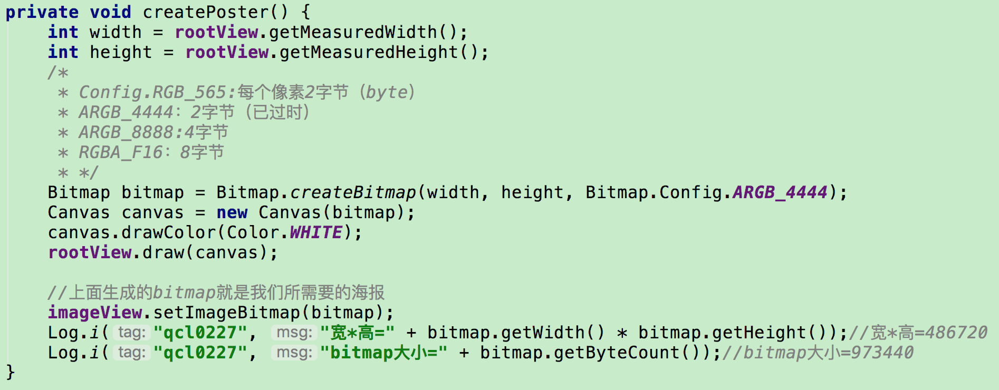 private void createPoster() {
    int width = rootView.getMeasuredWidth();
    int height = rootView.getMeasuredHeight();
    /*
     * Config.RGB_565:每个像素2字节（byte）
     * ARGB_4444：2字节（已过时）
     * ARGB_8888:4字节
     * RGBA_F16：8字节
     * */
    Bitmap bitmap = Bitmap.createBitmap(width, height, Bitmap.Config.ARGB_4444);
    Canvas canvas = new Canvas(bitmap);
    canvas.drawColor(Color.WHITE);
    rootView.draw(canvas);

    //上面生成的bitmap就是我们所需要的海报
    imageView.setImageBitmap(bitmap);
    Log.i( tag: "qcl0227",  msg: "宽*高=" + bitmap.getWidth() * bitmap.getHeight());//宽*高=486720
    Log.i( tag: "qcl0227",  msg: "bitmap大小=" + bitmap.getByteCount());//bitmap大小=973440
}